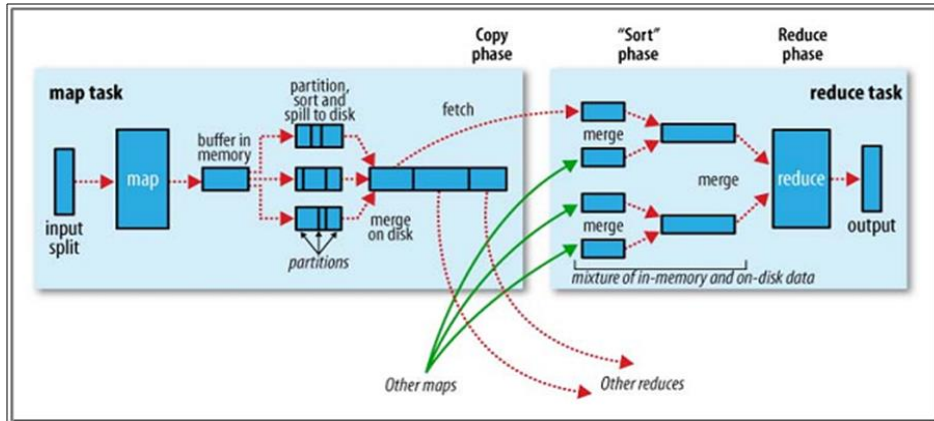 Copy
phase
"Sort"
phase
Reduce
phase
map task
partition,
sort and
spill to disk
fetch
reduce task
buffer in
memory
merge
map
merge
reduce
input
split
merge
on disk
merge
output
partitions
mixture of in-memory and on-disk data
Other maps
Other reduces